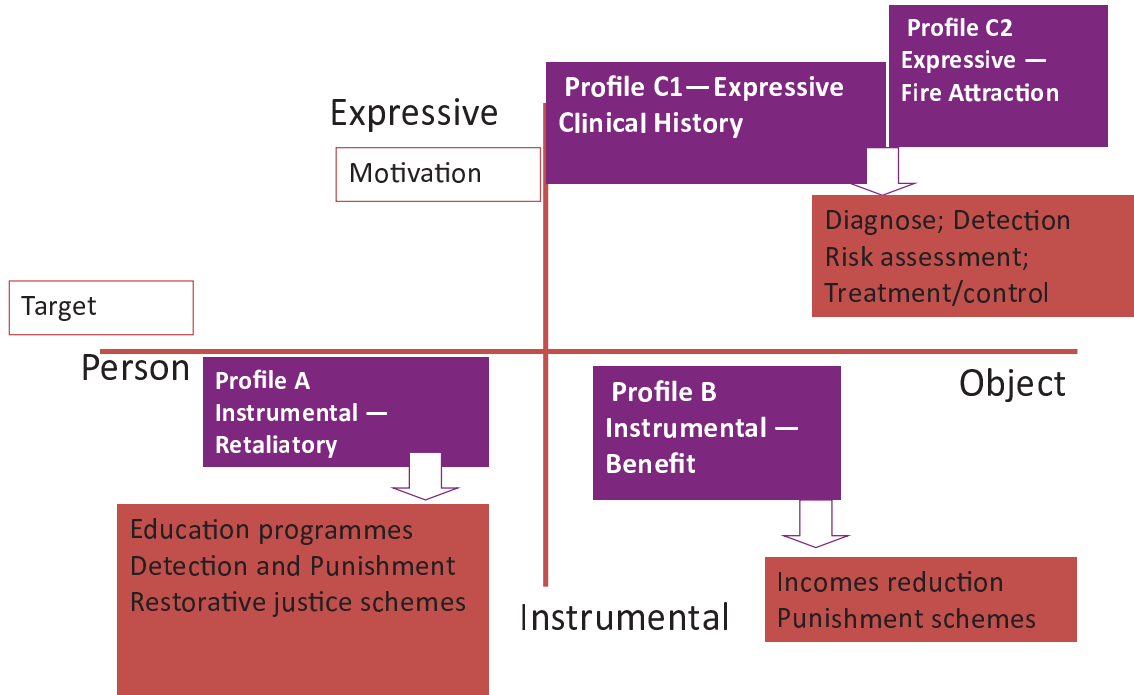 Profile C2
Expressive —
Fire Attraction
Profile C1—Expressive
Clinical History
Expressive
Motivation
Diagnose; Detection
Risk assessment;
Treatment/control
Target
Person
Object
Profile A
Instrumental —
Retaliatory
Profile B
Instrumental —
Benefit
Education programmes
Detection and Punishment
Restorative justice schemes
Incomes reduction
Punishment schemes
Instrumental